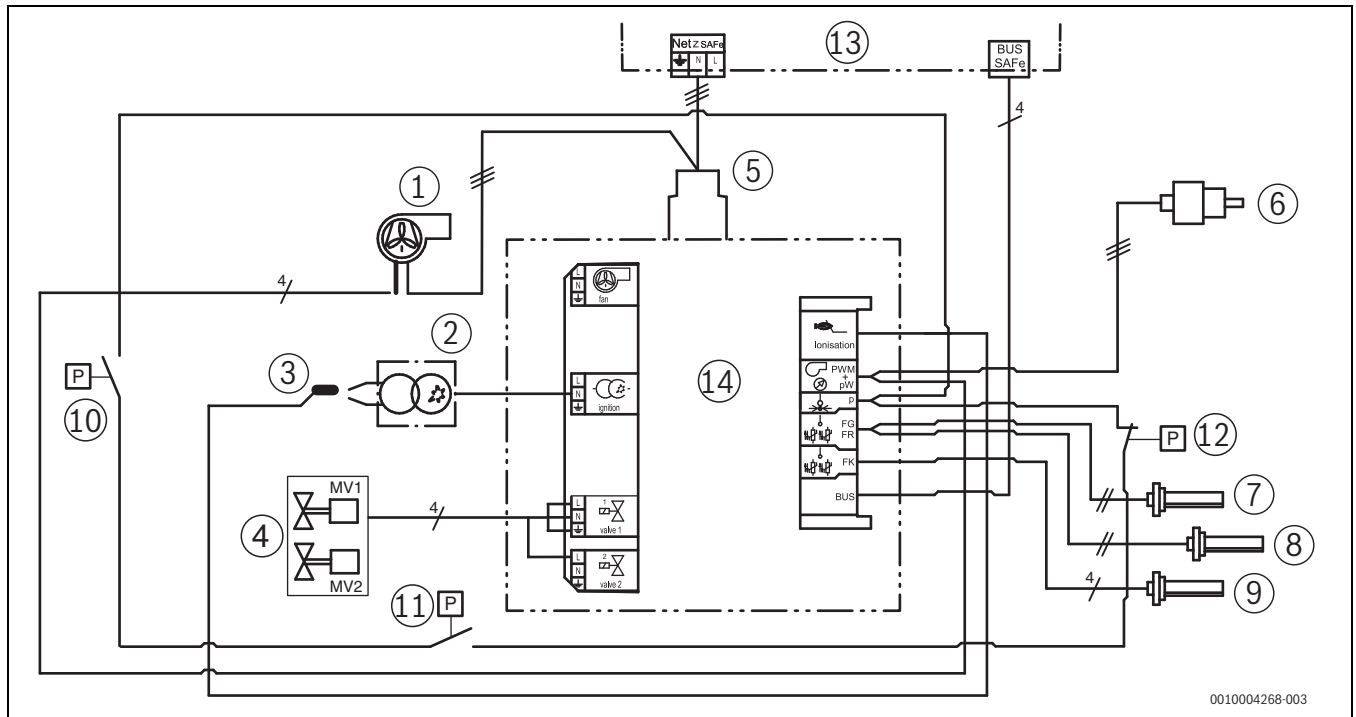 Netz SAFe
N L
13
BUS
SAFe
4
5
1
6
4
L
N
fan
2
Ionisation
PWM
+
pW
3
14
P
10
L
N
ignition
p
FG
FR
FK
BUS
P
12
7
MV1
4
MV2
4
L
N
1
valve 1
L
N
2
valve 2
8
4
9
11
P
0010004268-003